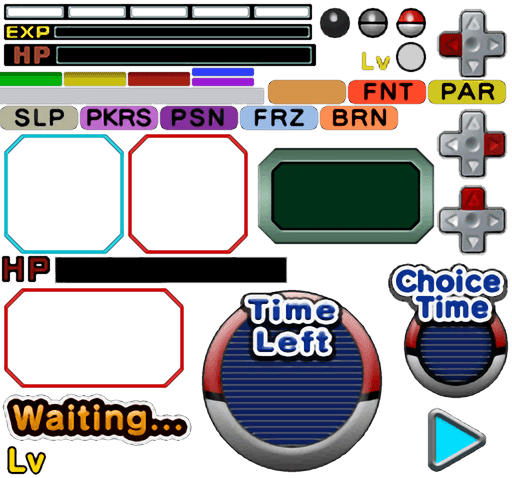 EXP
HP
Lv
FNT
PAR
SLP
PKRS
PSN
FRZ
BRN
HP
Choice
Time
Time
Left
Waiting...
Lv